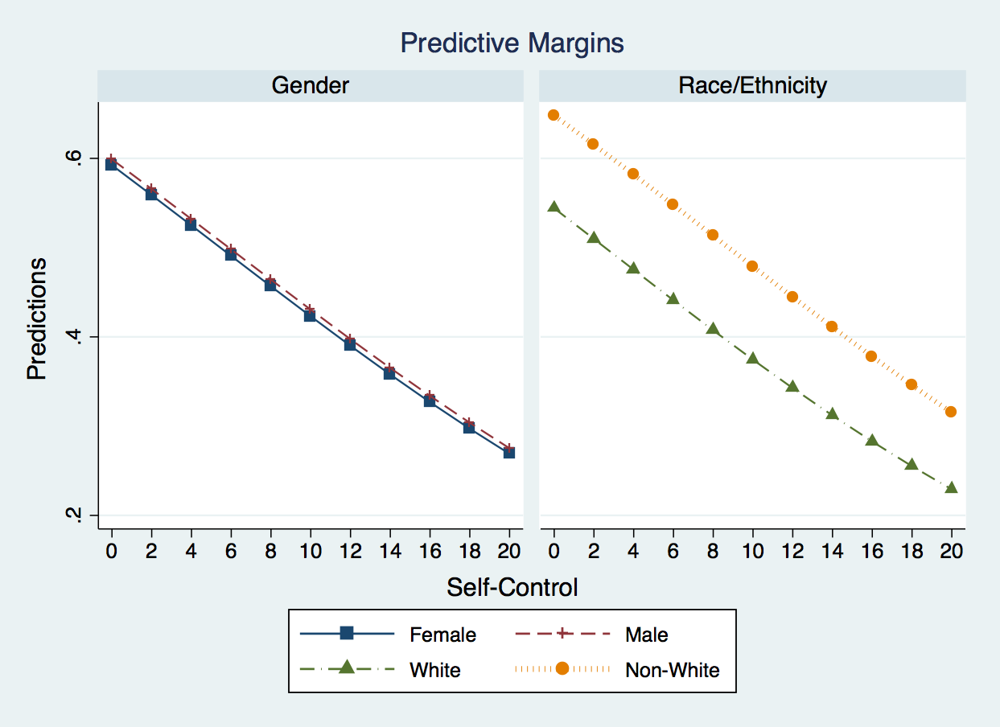 Predictive Margins
Gender
Race/Ethnicity
Predictions
.6
.4
.2
0 2 4 6 8 10 12 14 16 18 20
0 2 4 6 8 10 12 14 16 18 20
Self-Control
Female Male
White Non-White